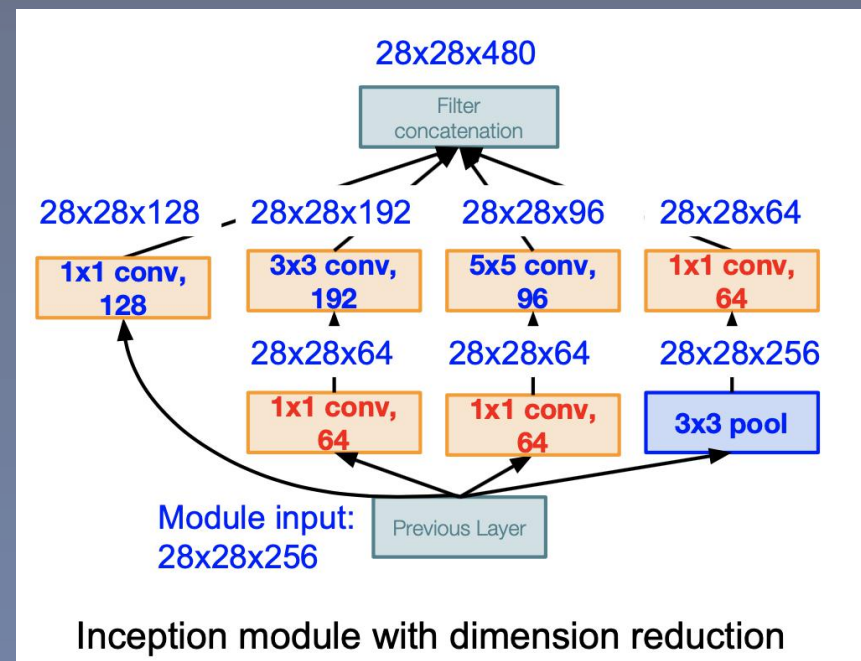 28x28x480
Filter
concatenation
28x28x128
28x28x192
28x28x96
28x28x64
1x1 conv,
128
3x3 conv,
192
5x5 conv,
96
1x1 conv,
64
28x28x64
28x28x64
28x28x256
1x1 conv,
64
1x1 conv,
64
3x3 pool
Module input:
28x28x256
Previous Layer
Inception module with dimension reduction